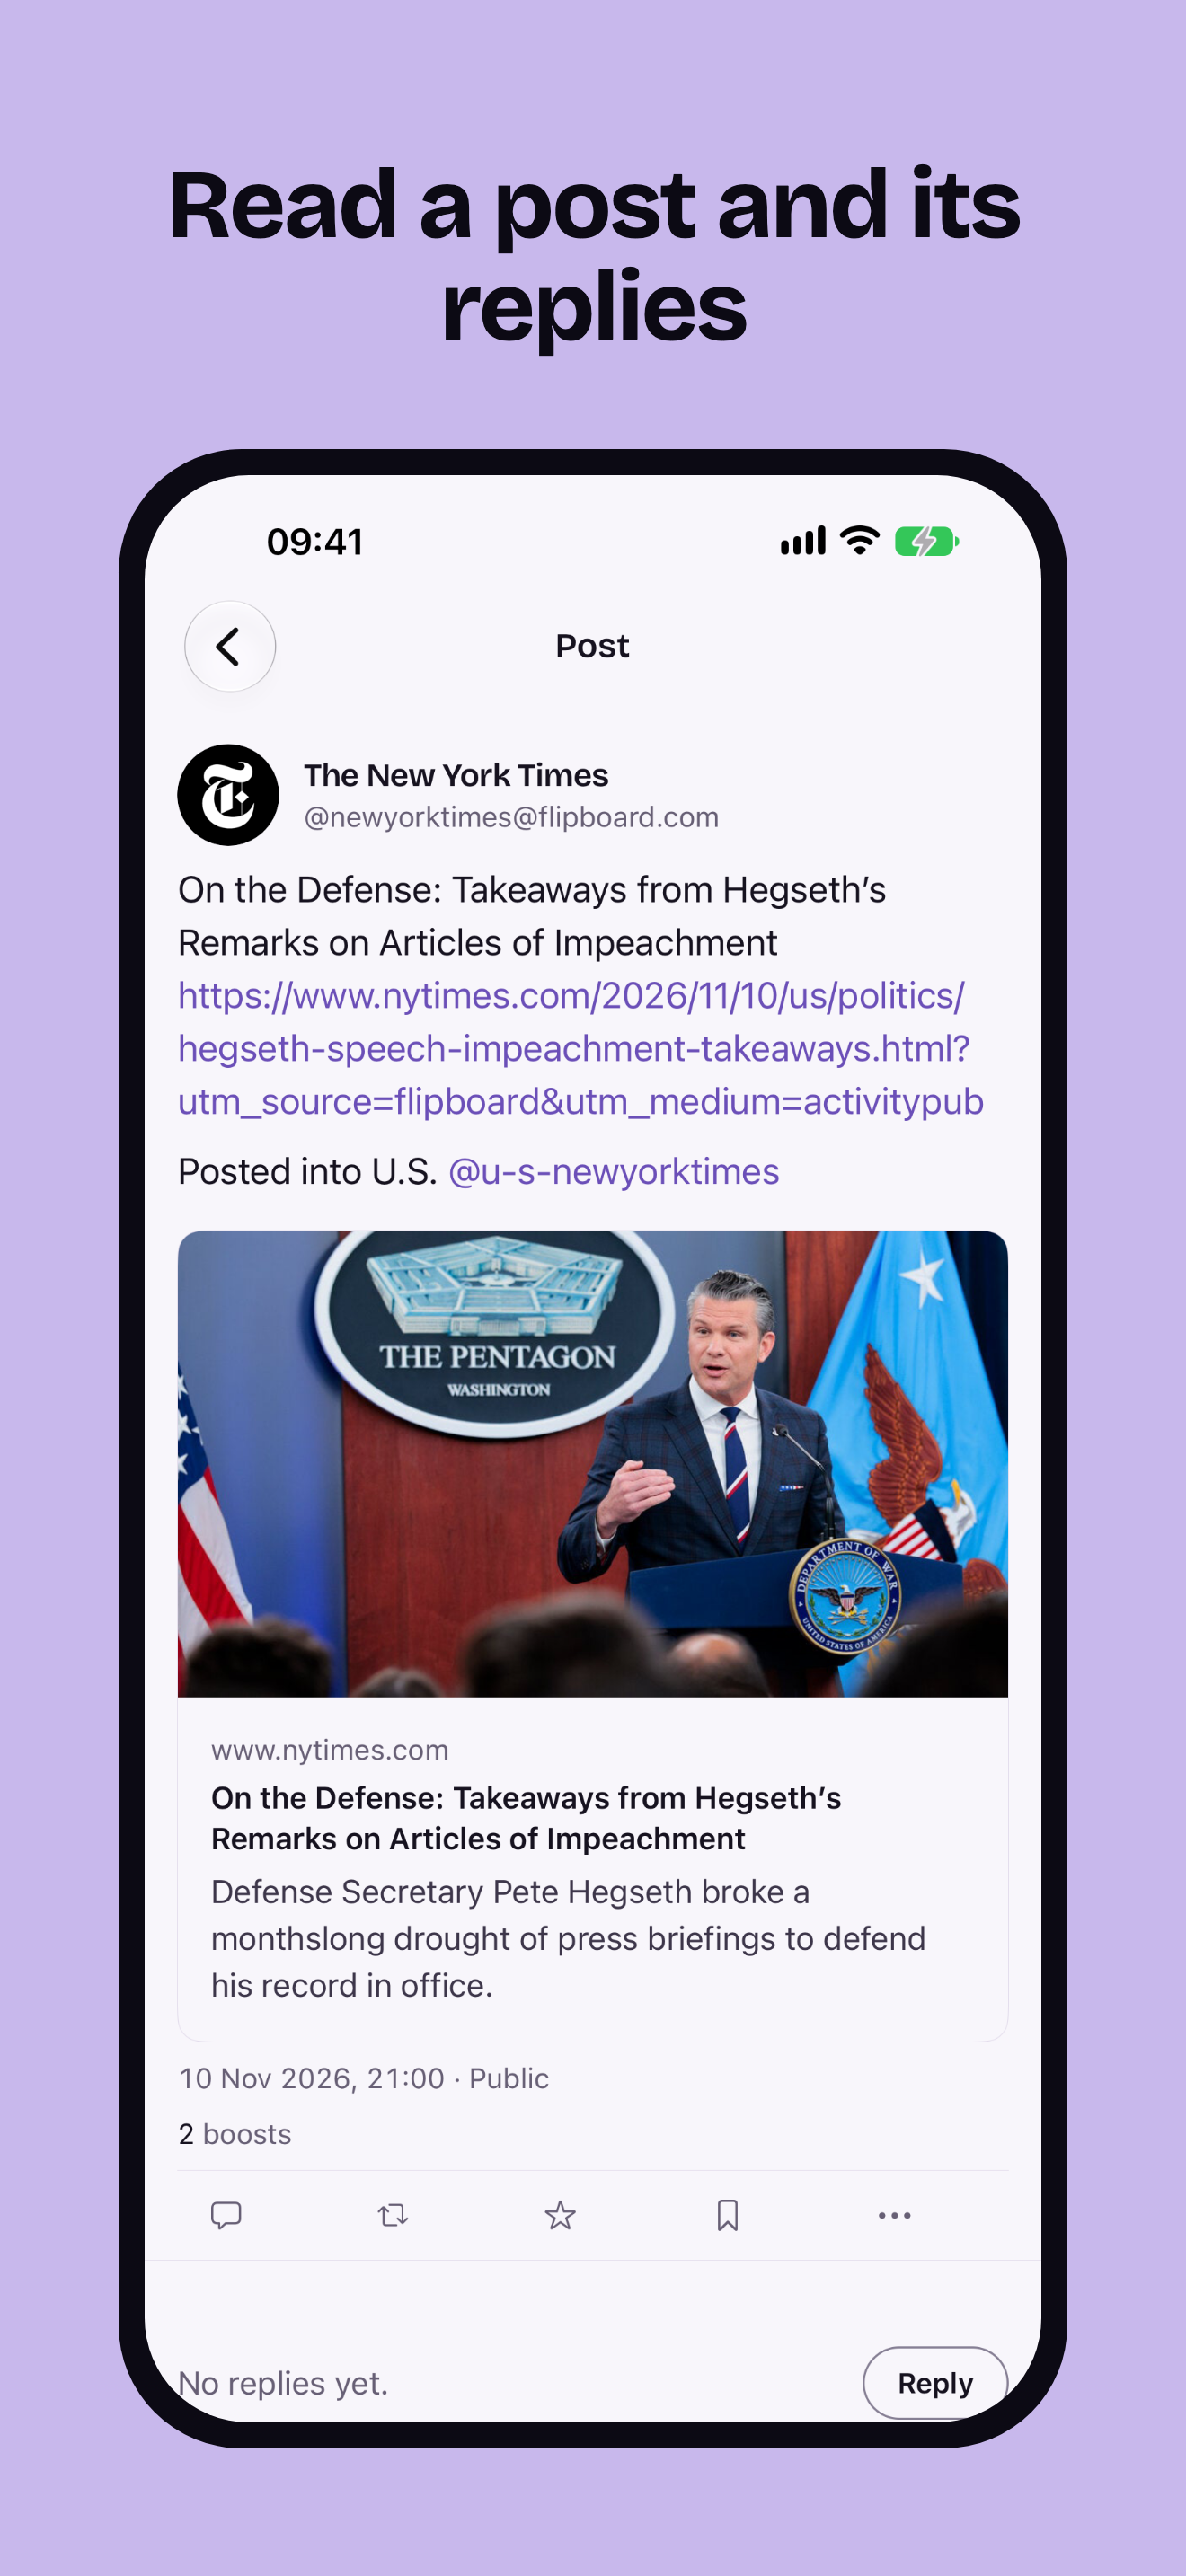 Read a post and its
replies
09:41
Post
The New York Times
@newyorktimes@flipboard.com
On the Defense: Takeaways from Hegseth’s
Remarks on Articles of Impeachment
https://www.nytimes.com/2026/11/10/us/politics/
hegseth-speech-impeachment-takeaways.html?
utm_source=flipboard&utm_medium=activitypub
Posted into U.S. @u-s-newyorktimes
THE PENTAGON
WASHINGTON
DEPARTMENT OF WAR
UNITED STATES OF AMERICA
www.nytimes.com
On the Defense: Takeaways from Hegseth’s
Remarks on Articles of Impeachment
Defense Secretary Pete Hegseth broke a
monthslong drought of press briefings to defend
his record in office.
10 Nov 2026, 21:00 · Public
2 boosts
No replies yet.
Reply